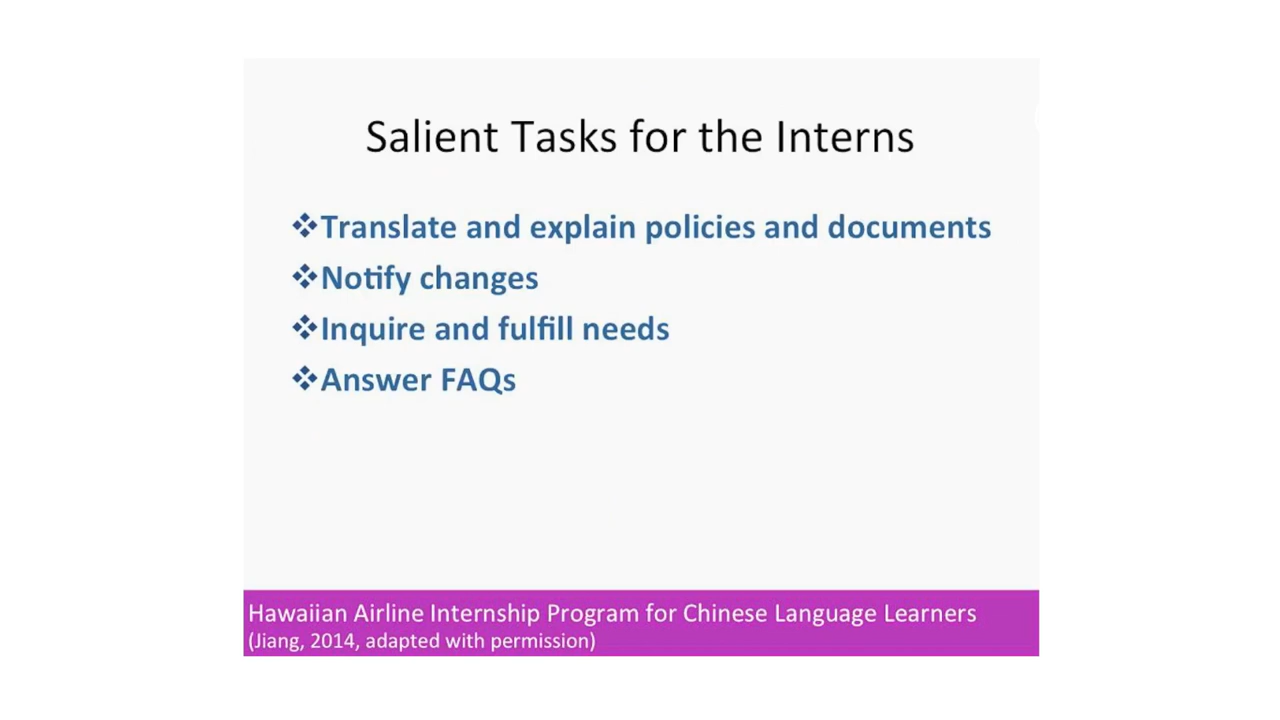 Salient Tasks for the Interns
❖Translate and explain policies and documents
❖Notify changes
❖Inquire and fulfill needs
❖Answer FAQs
Hawaiian Airline Internship Program for Chinese Language Learners
(Jiang, 2014, adapted with permission)